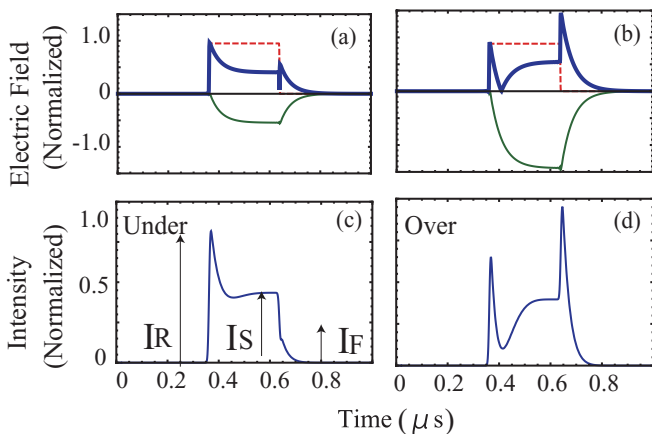 Electric Field
(Normalized)
1.0
0
-1.0
(a)
(b)
Intensity
(Normalized)
1.0
0.5
0
Under
(c)
IR
IS
IF
Over
(d)
0 0.2 0.4 0.6 0.8
0 0.2 0.4 0.6 0.8
Time (μs)